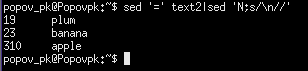 popov_pk@Popovpk:~$ sed '=' text2|sed 'N;s/\n//'
19      plum
23      banana
310     apple
popov_pk@Popovpk:~$